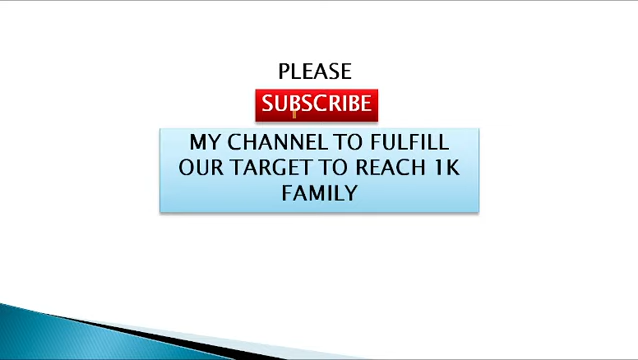 PLEASE
SUBSCRIBE
MY CHANNEL TO FULFILL
OUR TARGET TO REACH 1K
FAMILY